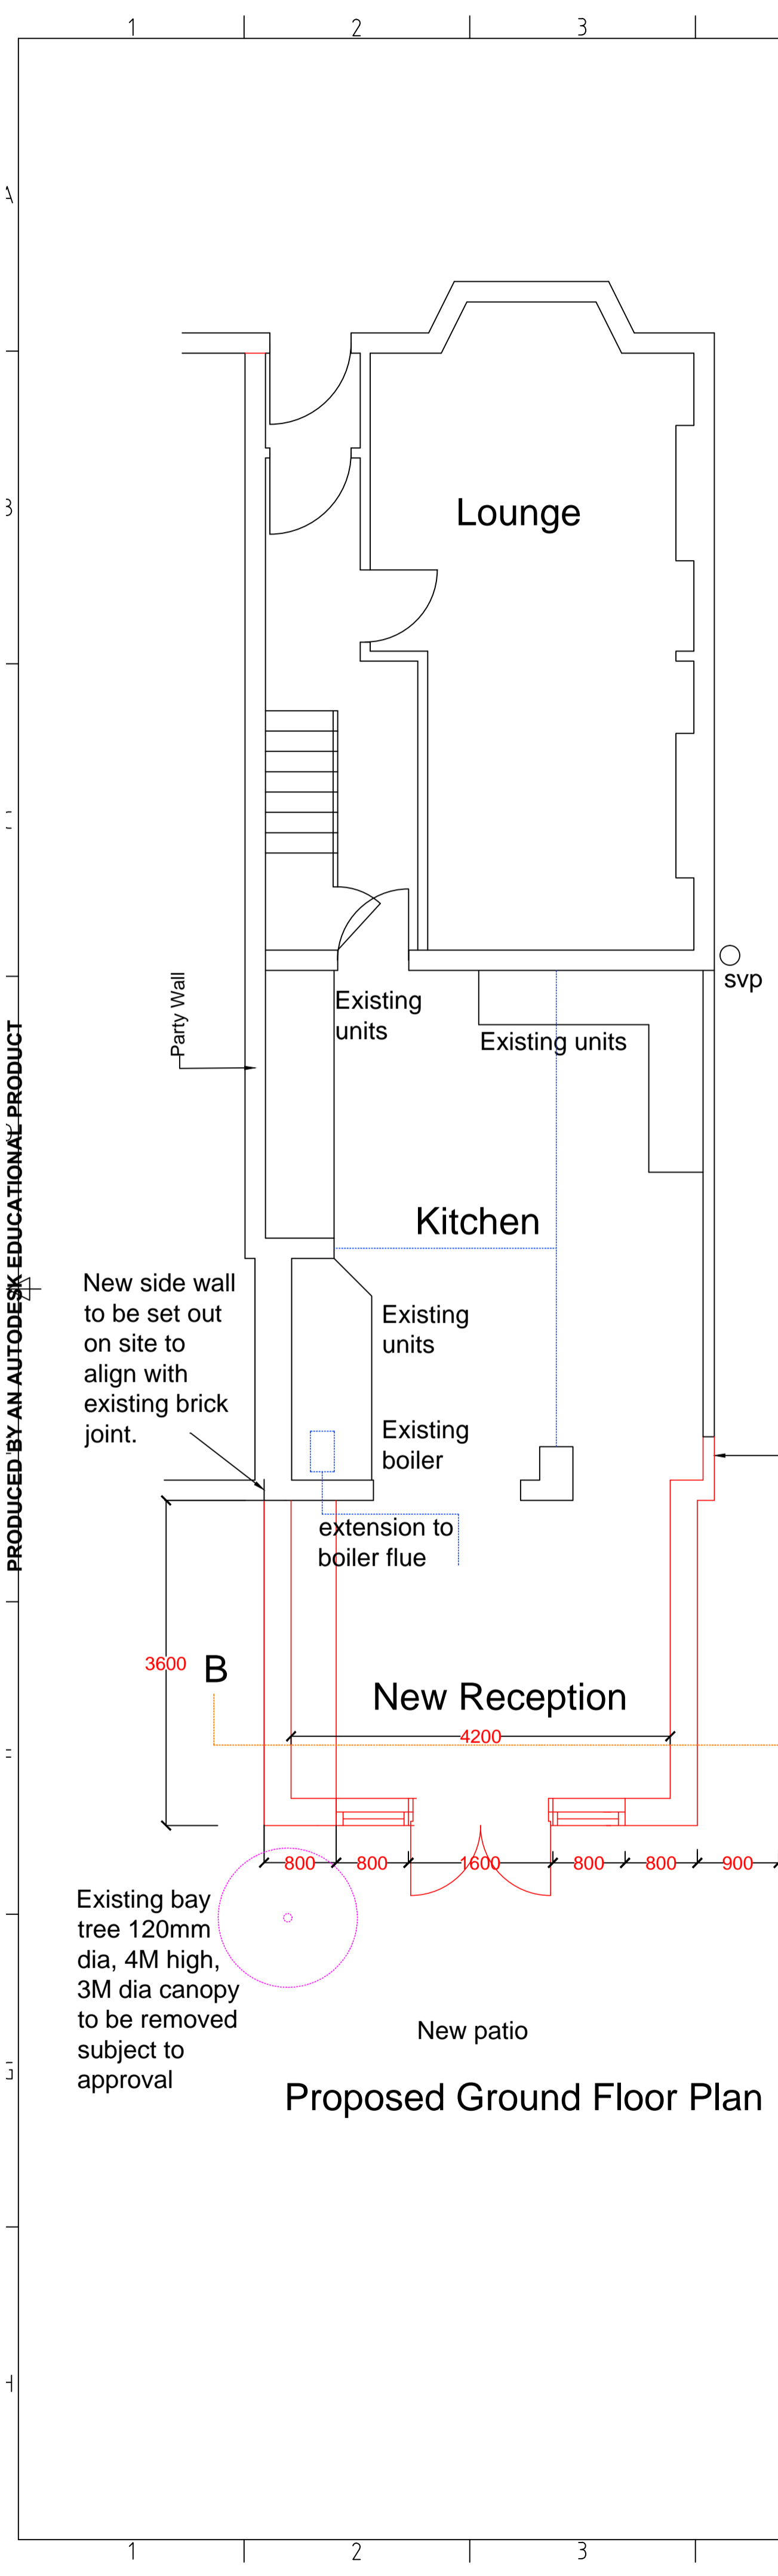 1
2
3
A
B
Lounge
svp
Existing
units
Existing units
Party Wall
PRODUCED BY AN AUTODESK EDUCATIONAL PRODUCT
Kitchen
New side wall
to be set out
on site to
align with
existing brick
joint.
Existing
units
Existing
boiler
extension to
boiler flue
3600
B
New Reception
4200
800
800
1600
800
800
900
Existing bay
tree 120mm
dia, 4M high,
3M dia canopy
to be removed
subject to
approval
New patio
Proposed Ground Floor Plan
1
2
3